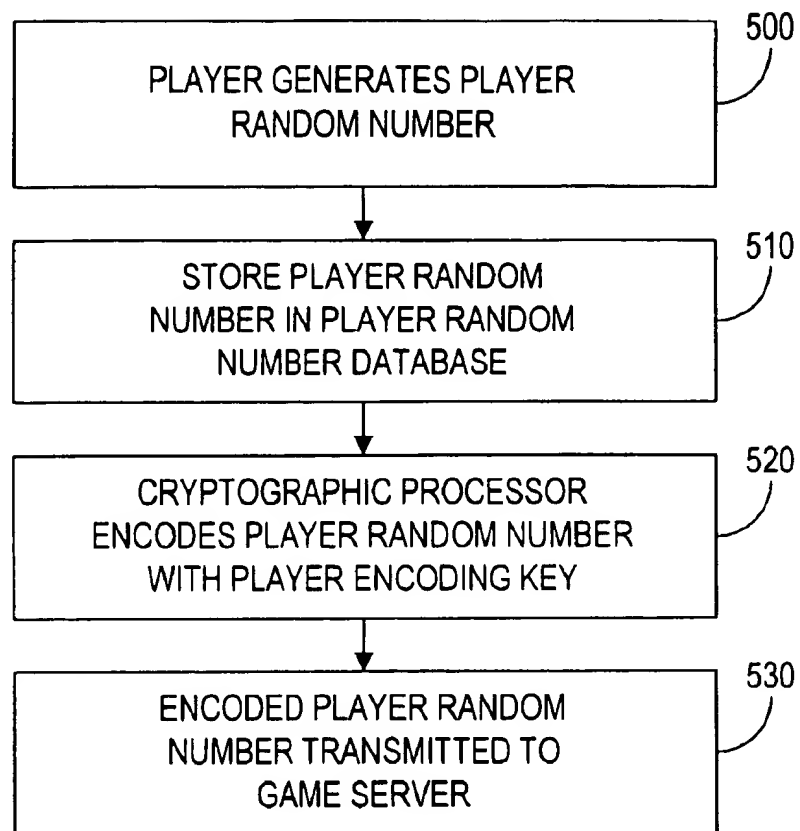 500
PLAYER GENERATES PLAYER
RANDOM NUMBER
510
STORE PLAYER RANDOM
NUMBER IN PLAYER RANDOM
NUMBER DATABASE
520
CRYPTOGRAPHIC PROCESSOR
ENCODES PLAYER RANDOM NUMBER
WITH PLAYER ENCODING KEY
530
ENCODED PLAYER RANDOM
NUMBER TRANSMITTED TO
GAME SERVER